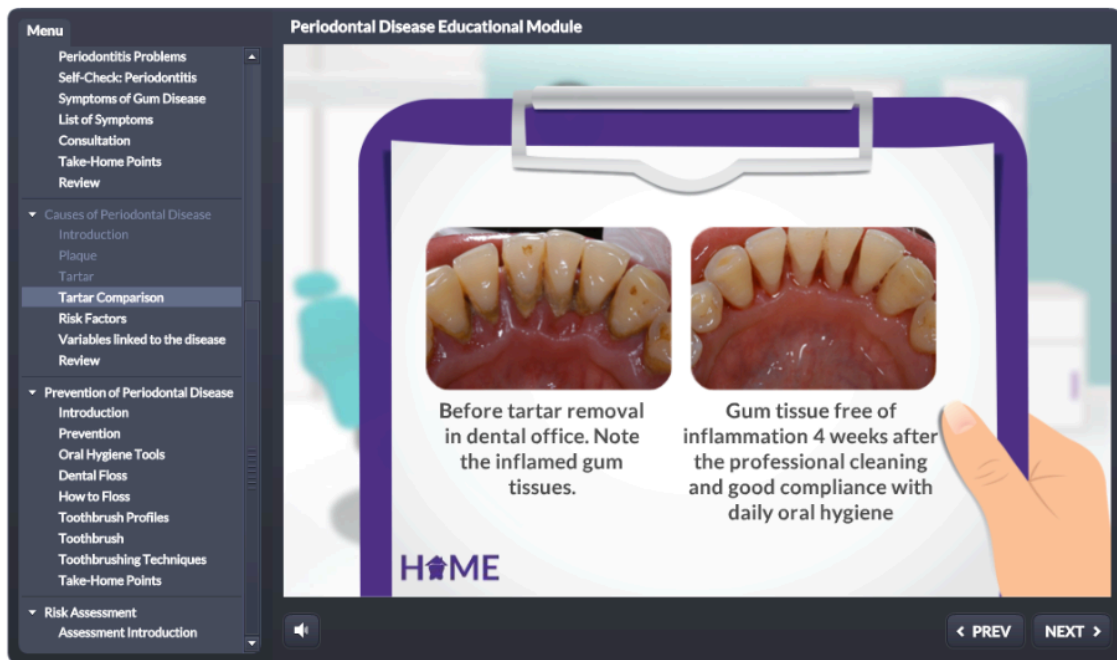 Menu
Periodontitis Problems
Self-Check: Periodontitis
Symptoms of Gum Disease
List of Symptoms
Consultation
Take-Home Points
Review
Causes of Periodontal Disease
Introduction
Plaque
Tartar
Tartar Comparison
Risk Factors
Variables linked to the disease
Review
Prevention of Periodontal Disease
Introduction
Prevention
Oral Hygiene Tools
Dental Floss
How to Floss
Toothbrush Profiles
Toothbrush
Toothbrushing Techniques
Take-Home Points
Risk Assessment
Assessment Introduction
Periodontal Disease Educational Module
Before tartar removal
in dental office. Note
the inflamed gum
tissues.
Gum tissue free of
inflammation 4 weeks after
the professional cleaning
and good compliance with
daily oral hygiene
HOME
< PREV
NEXT >